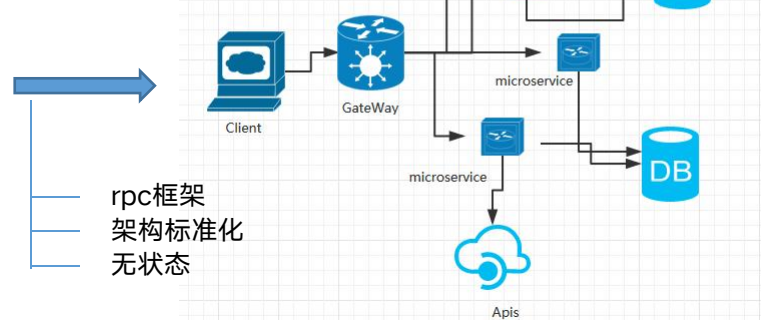 microservice
GateWay
Client
microservice
DB
rpc框架
架构标准化
无状态
Apis